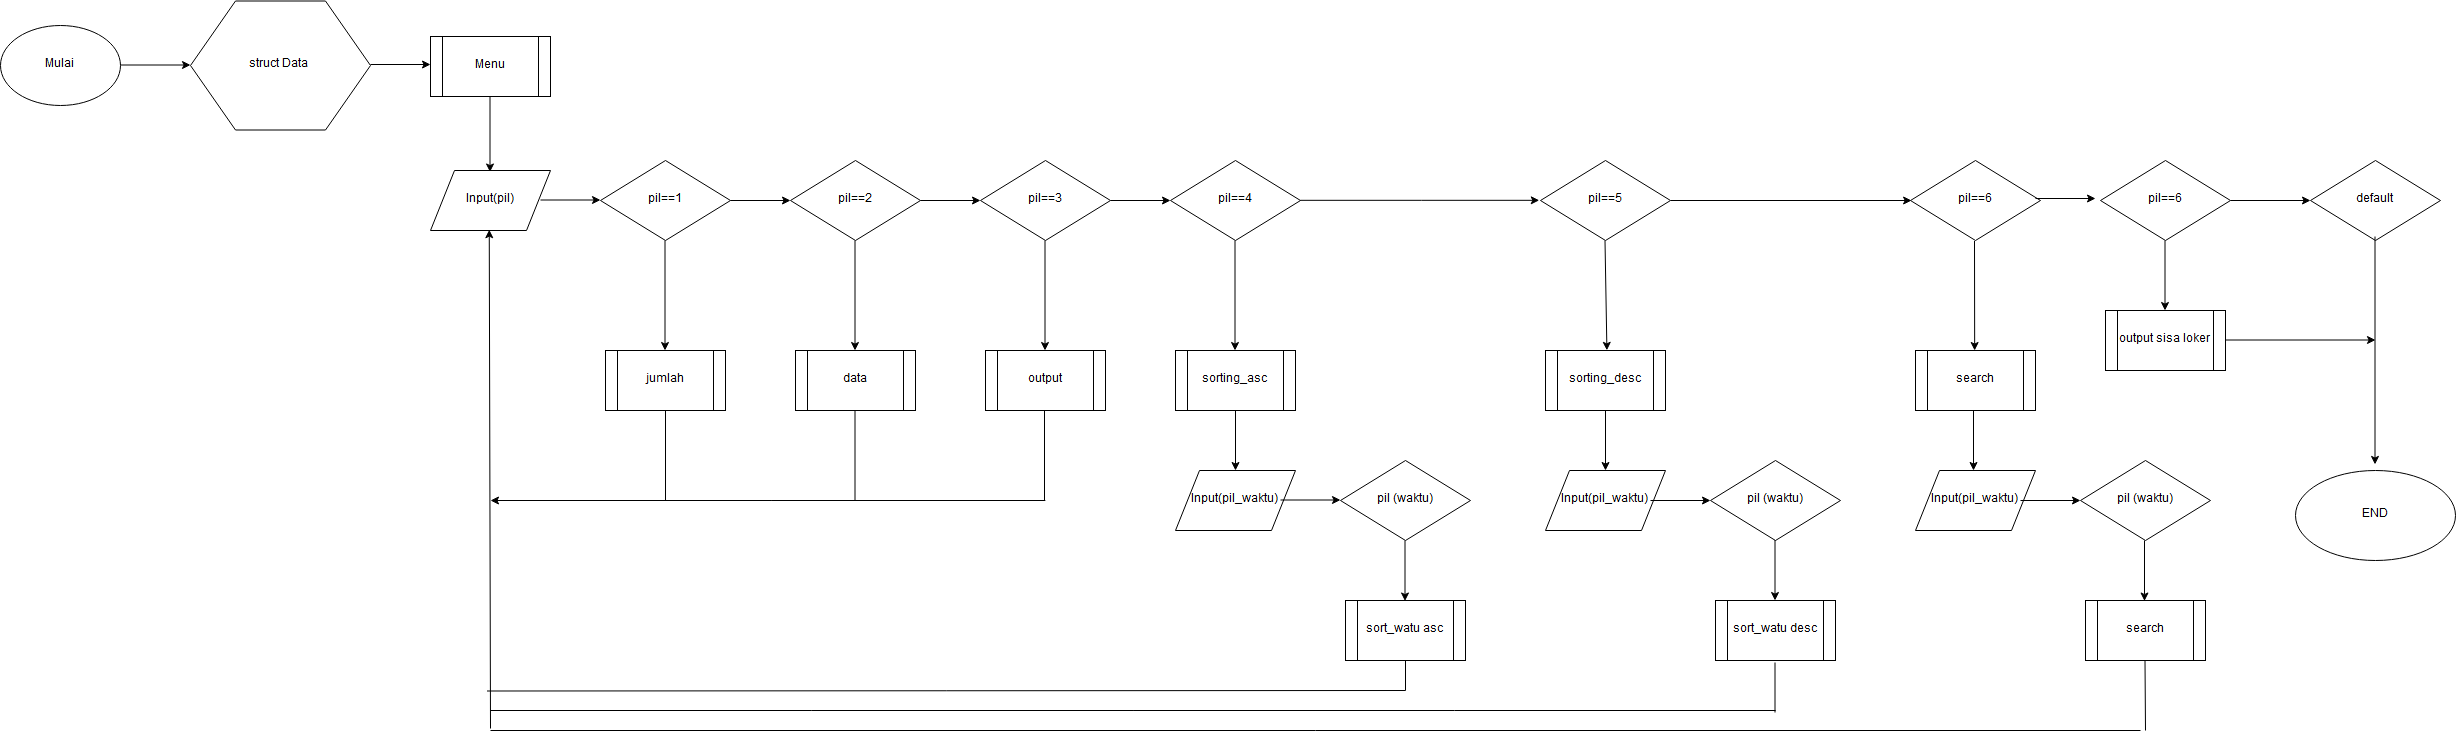 Mulai
struct Data
Menu
Input(pil)
pil==1
pil==2
pil==3
pil==4
pil==5
pil==6
pil==6
default
jumlah
data
output
sorting_asc
sorting_desc
search
output sisa loker
Input(pil_waktu)
pil (waktu)
Input(pil_waktu)
pil (waktu)
Input(pil_waktu)
pil (waktu)
END
sort_watu asc
sort_watu desc
search